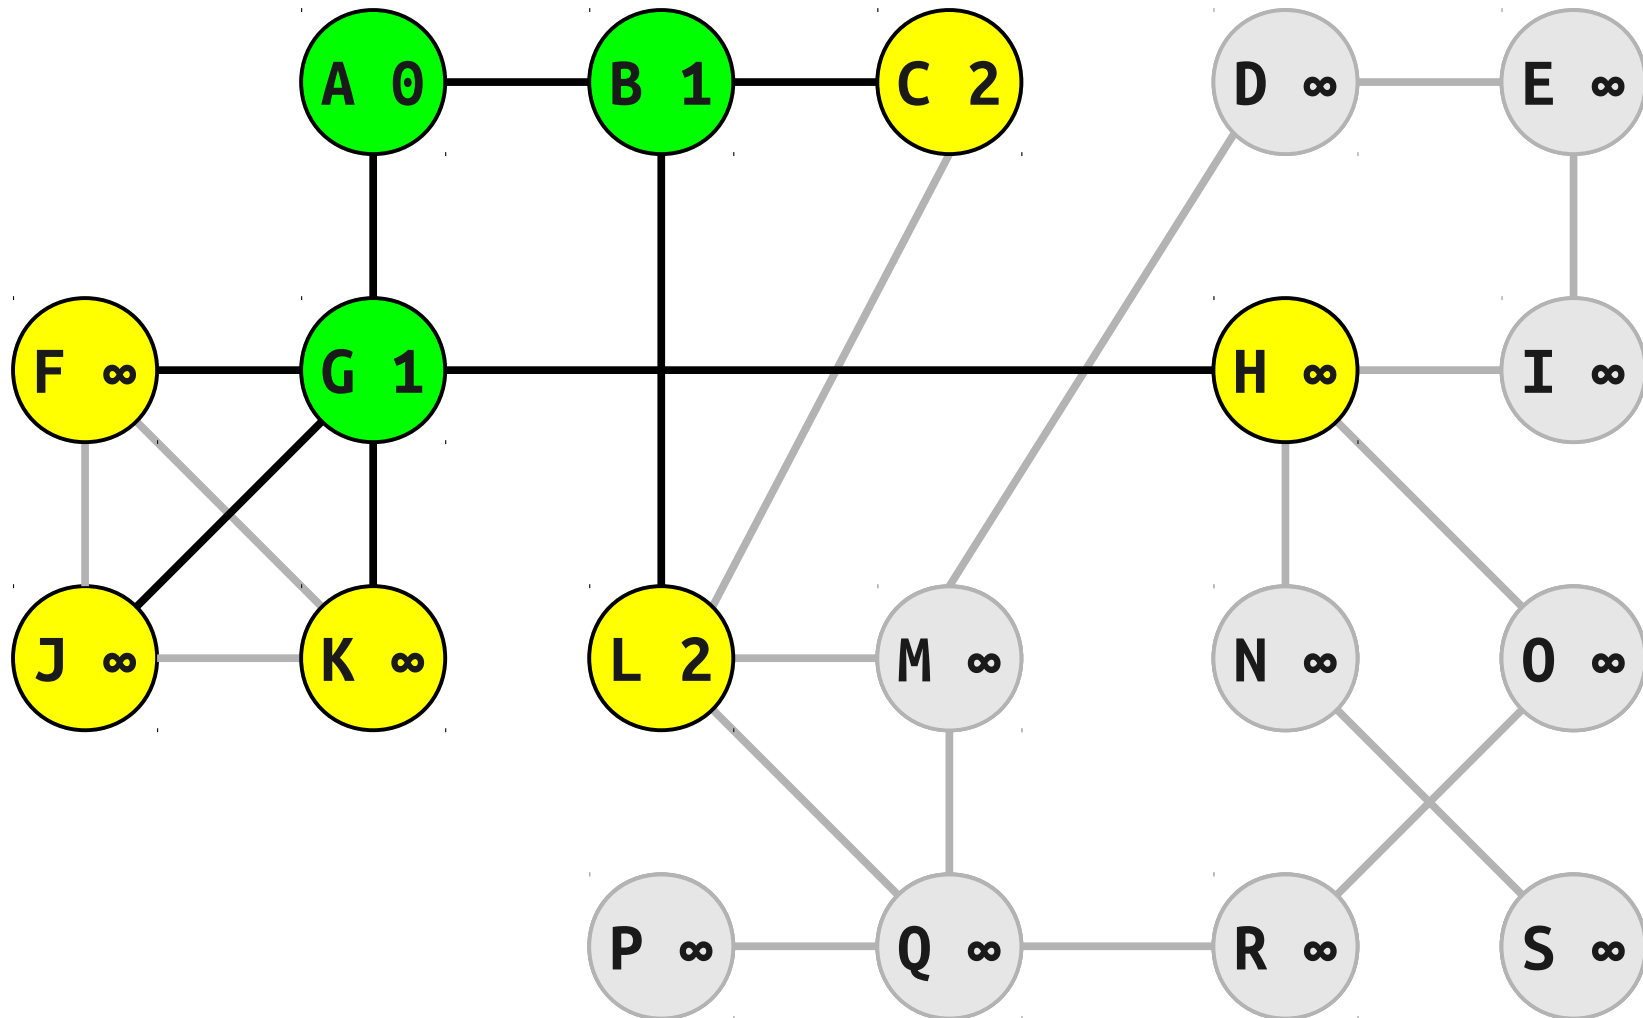 A 0 B 1 C 2 D ∞ E ∞
F ∞ G 1 H ∞ I ∞
J ∞ K ∞ L 2 M ∞ N ∞ O ∞
P ∞ Q ∞ R ∞ S ∞